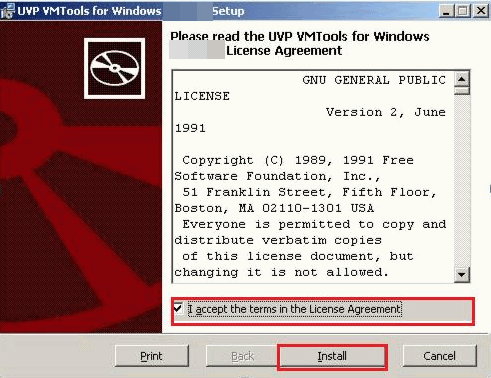 UVP VMTools for Windows Setup
Please read the UVP VMTools for Windows
License Agreement
GNU GENERAL PUBLIC
LICENSE
Version 2, June
1991
Copyright (C) 1989, 1991 Free
Software Foundation, Inc.,
51 Franklin Street, Fifth Floor,
Boston, MA 02110-1301 USA
Everyone is permitted to copy and
distribute verbatim copies
of this license document, but
changing it is not allowed.
I accept the terms in the License Agreement
Print Back Install Cancel